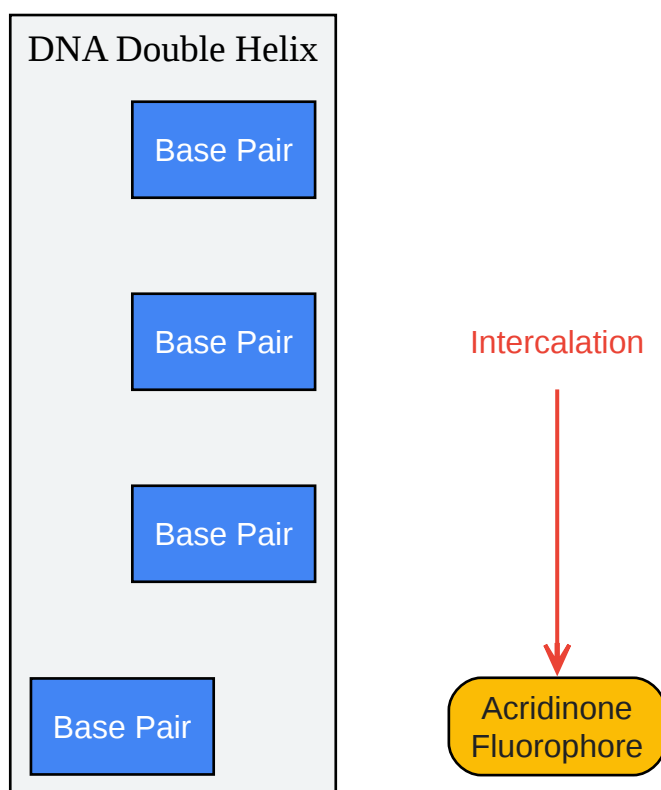 DNA Double Helix
Base Pair
Base Pair
Intercalation
Base Pair
Base Pair
Acridinone
Fluorophore